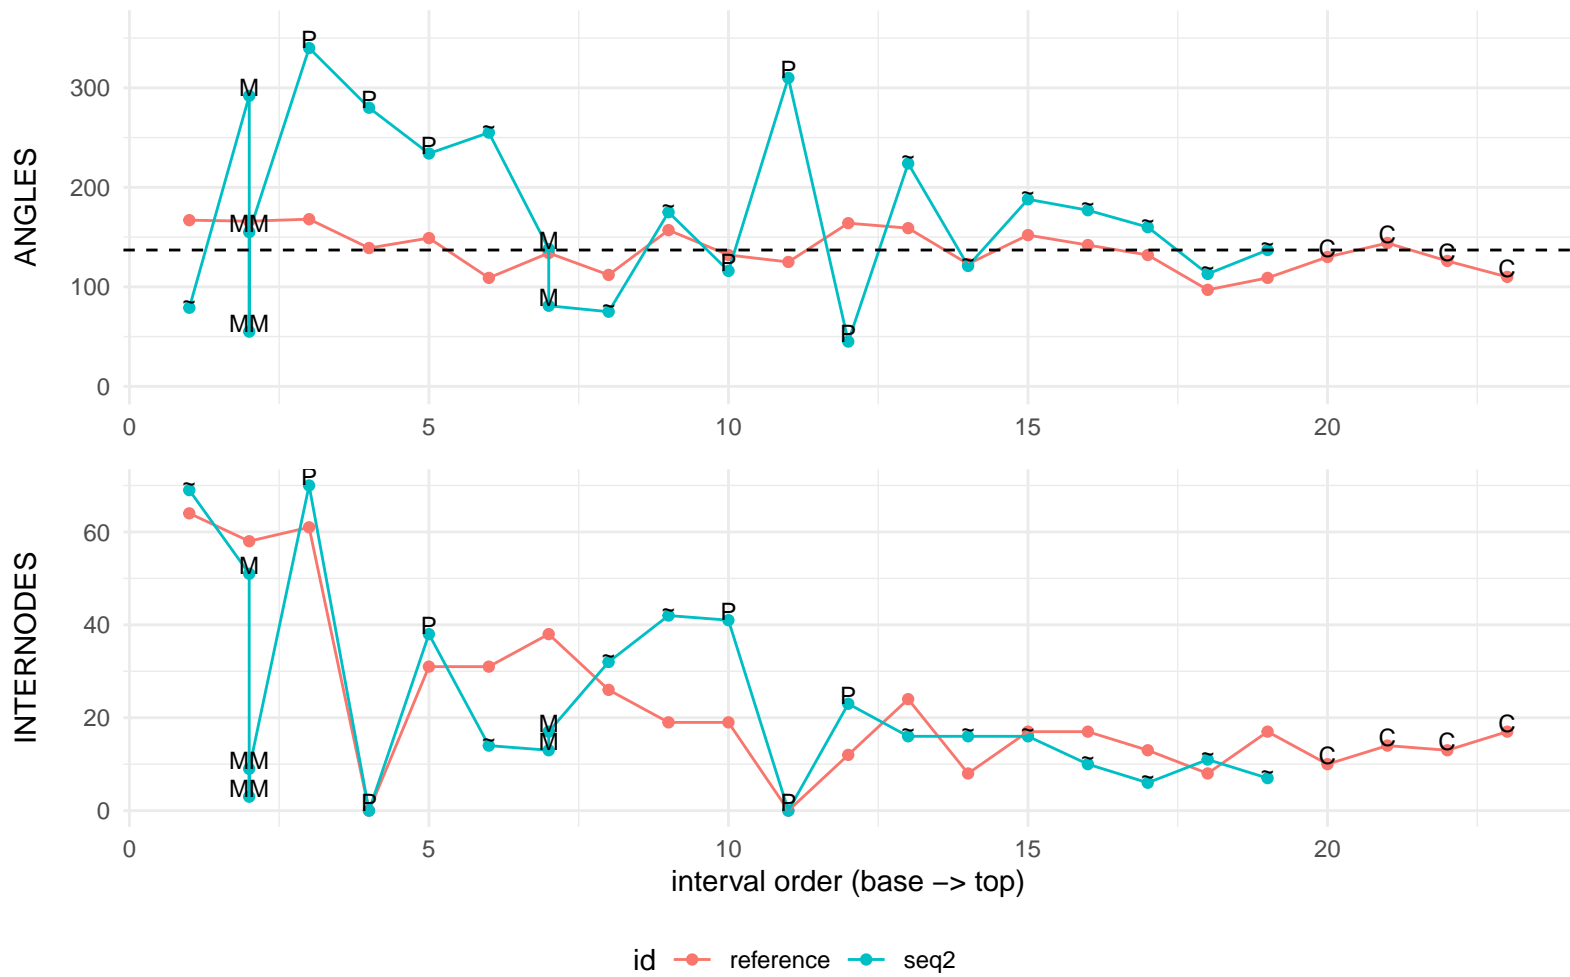 ANGLES
300
200
100
0
~
M
MM
MM
P
P
P
~
M
M
~
~
P
P
P
~
~
~
~
~
~
~
C
C
C
C
0
5
10
15
20
INTERNODES
60
40
20
0
~
M
MM
MM
P
P
P
~
M
M
~
~
P
P
P
~
~
~
~
~
~
~
C
C
C
C
0
5
10
15
20
interval order (base −> top)
id reference seq2